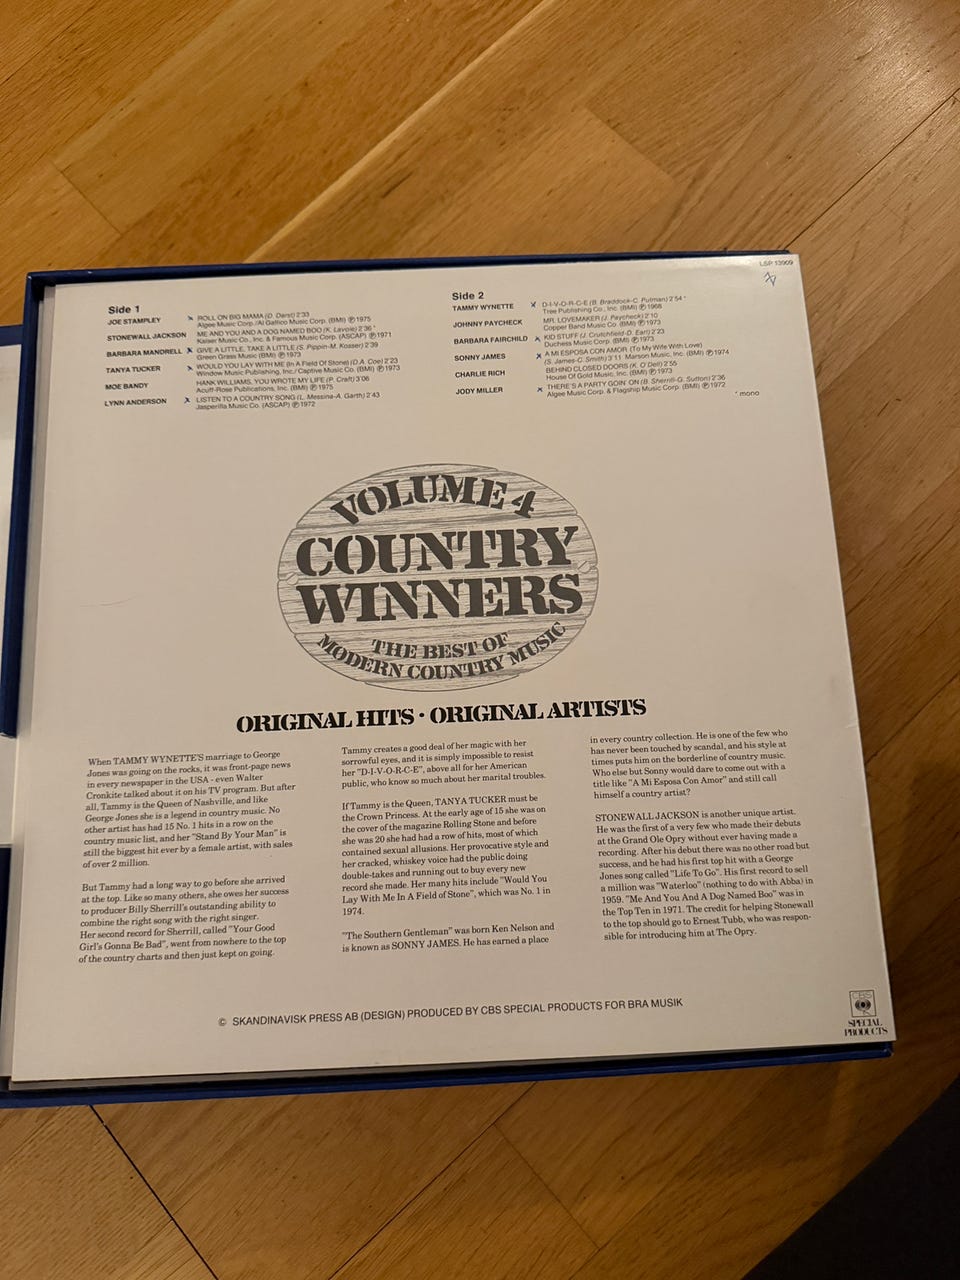 LSP 13909
Side 1
JOE STAMPLEY ROLL ON BIG MAMA (D. Darst) 2'33
Algee Music Corp./Al Gallico Music Corp. (BMI) Ⓟ 1975
STONEWALL JACKSON ME AND YOU AND A DOG NAMED BOO (K. Lavoie) 2'36 *
Kaiser Music Co., Inc. & Famous Music Corp. (ASCAP) Ⓟ 1971
BARBARA MANDRELL GIVE A LITTLE, TAKE A LITTLE (S. Pippin-M. Kosser) 2'39
Green Grass Music (BMI) Ⓟ 1973
TANYA TUCKER WOULD YOU LAY WITH ME (In A Field Of Stone) (D.A. Coe) 2'23
Window Music Publishing, Inc./Captive Music Co. (BMI) Ⓟ 1973
MOE BANDY HANK WILLIAMS, YOU WROTE MY LIFE (P. Craft) 3'06
Acuff-Rose Publications, Inc. (BMI) Ⓟ 1975
LYNN ANDERSON LISTEN TO A COUNTRY SONG (L. Messina-A. Garth) 2'43
Jasperilla Music Co. (ASCAP) Ⓟ 1972
Side 2
TAMMY WYNETTE D-I-V-O-R-C-E (B. Braddock-C. Putman) 2'54 *
Tree Publishing Co., Inc. (BMI) Ⓟ 1968
JOHNNY PAYCHECK MR. LOVEMAKER (J. Paycheck) 2'10
Copper Band Music Co. (BMI) Ⓟ 1973
BARBARA FAIRCHILD KID STUFF (J. Crutchfield-D. Earl) 2'23
Duchess Music Corp. (BMI) Ⓟ 1973
SONNY JAMES A MI ESPOSA CON AMOR (To My Wife With Love)
(S. James-C. Smith) 3'11 Marson Music, Inc. (BMI) Ⓟ 1974
CHARLIE RICH BEHIND CLOSED DOORS (K. O'Dell) 2'55
House Of Gold Music, Inc. (BMI) Ⓟ 1973
JODY MILLER THERE'S A PARTY GOIN' ON (B. Sherrill-G. Sutton) 2'36
Algee Music Corp. & Flagship Music Corp. (BMI) Ⓟ 1972
* mono
VOLUME 4
COUNTRY
WINNERS
THE BEST OF
MODERN COUNTRY MUSIC
ORIGINAL HITS · ORIGINAL ARTISTS
When TAMMY WYNETTE'S marriage to George
Jones was going on the rocks, it was front-page news
in every newspaper in the USA - even Walter
Cronkite talked about it on his TV program. But after
all, Tammy is the Queen of Nashville, and like
George Jones she is a legend in country music. No
other artist has had 15 No. 1 hits in a row on the
country music list, and her "Stand By Your Man" is
still the biggest hit ever by a female artist, with sales
of over 2 million.
But Tammy had a long way to go before she arrived
at the top. Like so many others, she owes her success
to producer Billy Sherrill's outstanding ability to
combine the right song with the right singer.
Her second record for Sherrill, called "Your Good
Girl's Gonna Be Bad", went from nowhere to the top
of the country charts and then just kept on going.
Tammy creates a good deal of her magic with her
sorrowful eyes, and it is simply impossible to resist
her "D-I-V-O-R-C-E", above all for her American
public, who know so much about her marital troubles.
If Tammy is the Queen, TANYA TUCKER must be
the Crown Princess. At the early age of 15 she was on
the cover of the magazine Rolling Stone and before
she was 20 she had had a row of hits, most of which
contained sexual allusions. Her provocative style and
her cracked, whiskey voice had the public doing
double-takes and running out to buy every new
record she made. Her many hits include "Would You
Lay With Me In A Field of Stone", which was No. 1 in
1974.
"The Southern Gentleman" was born Ken Nelson and
is known as SONNY JAMES. He has earned a place
in every country collection. He is one of the few who
has never been touched by scandal, and his style at
times puts him on the borderline of country music.
Who else but Sonny would dare to come out with a
title like "A Mi Esposa Con Amor" and still call
himself a country artist?
STONEWALL JACKSON is another unique artist.
He was the first of a very few who made their debuts
at the Grand Ole Opry without ever having made a
recording. After his debut there was no other road but
success, and he had his first top hit with a George
Jones song called "Life To Go". His first record to sell
a million was "Waterloo" (nothing to do with Abba) in
1959. "Me And You And A Dog Named Boo" was in
the Top Ten in 1971. The credit for helping Stonewall
to the top should go to Ernest Tubb, who was respon-
sible for introducing him at The Opry.
© SKANDINAVISK PRESS AB (DESIGN) PRODUCED BY CBS SPECIAL PRODUCTS FOR BRA MUSIK
CBS
SPECIAL
PRODUCTS